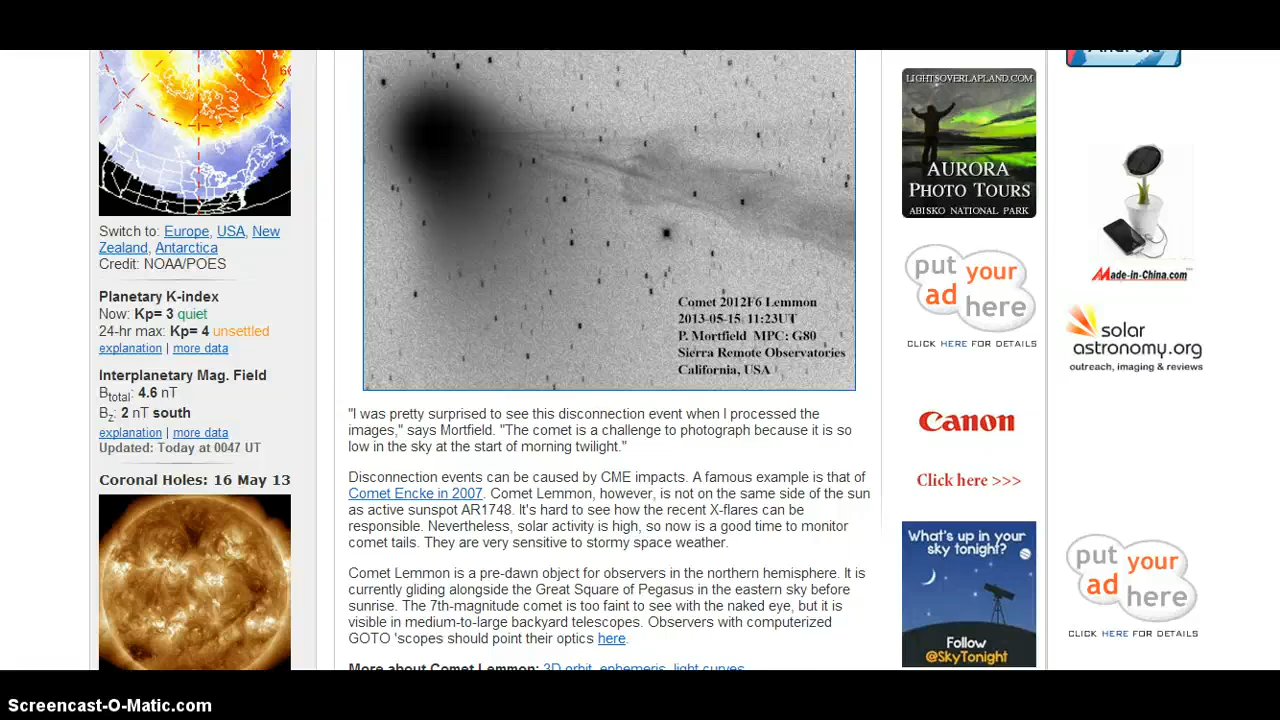 Switch to: Europe, USA, New
Zealand, Antarctica
Credit: NOAA/POES
Planetary K-index
Now: Kp= 3 quiet
24-hr max: Kp= 4 unsettled
explanation | more data
Interplanetary Mag. Field
Btotal: 4.6 nT
Bz: 2 nT south
explanation | more data
Updated: Today at 0047 UT
Coronal Holes: 16 May 13
Comet 2012F6 Lemmon
2013-05-15 11:23UT
P. Mortfield MPC: G80
Sierra Remote Observatories
California, USA
"I was pretty surprised to see this disconnection event when I processed the
images," says Mortfield. "The comet is a challenge to photograph because it is so
low in the sky at the start of morning twilight."
Disconnection events can be caused by CME impacts. A famous example is that of
Comet Encke in 2007. Comet Lemmon, however, is not on the same side of the sun
as active sunspot AR1748. It's hard to see how the recent X-flares can be
responsible. Nevertheless, solar activity is high, so now is a good time to monitor
comet tails. They are very sensitive to stormy space weather.
Comet Lemmon is a pre-dawn object for observers in the northern hemisphere. It is
currently gliding alongside the Great Square of Pegasus in the eastern sky before
sunrise. The 7th-magnitude comet is too faint to see with the naked eye, but it is
visible in medium-to-large backyard telescopes. Observers with computerized
GOTO 'scopes should point their optics here.
More about Comet Lemmon: 3D orbit, ephemeris, light curves
LIGHTSOVERLAPLAND.COM
AURORA
PHOTO TOURS
ABISKO NATIONAL PARK
put your
ad here
CLICK HERE FOR DETAILS
Canon
Click here >>>
What's up in your
sky tonight?
Follow
@SkyTonight
Android
Made-in-China.com
solar
astronomy.org
outreach, imaging & reviews
put your
ad here
CLICK HERE FOR DETAILS
Screencast-O-Matic.com